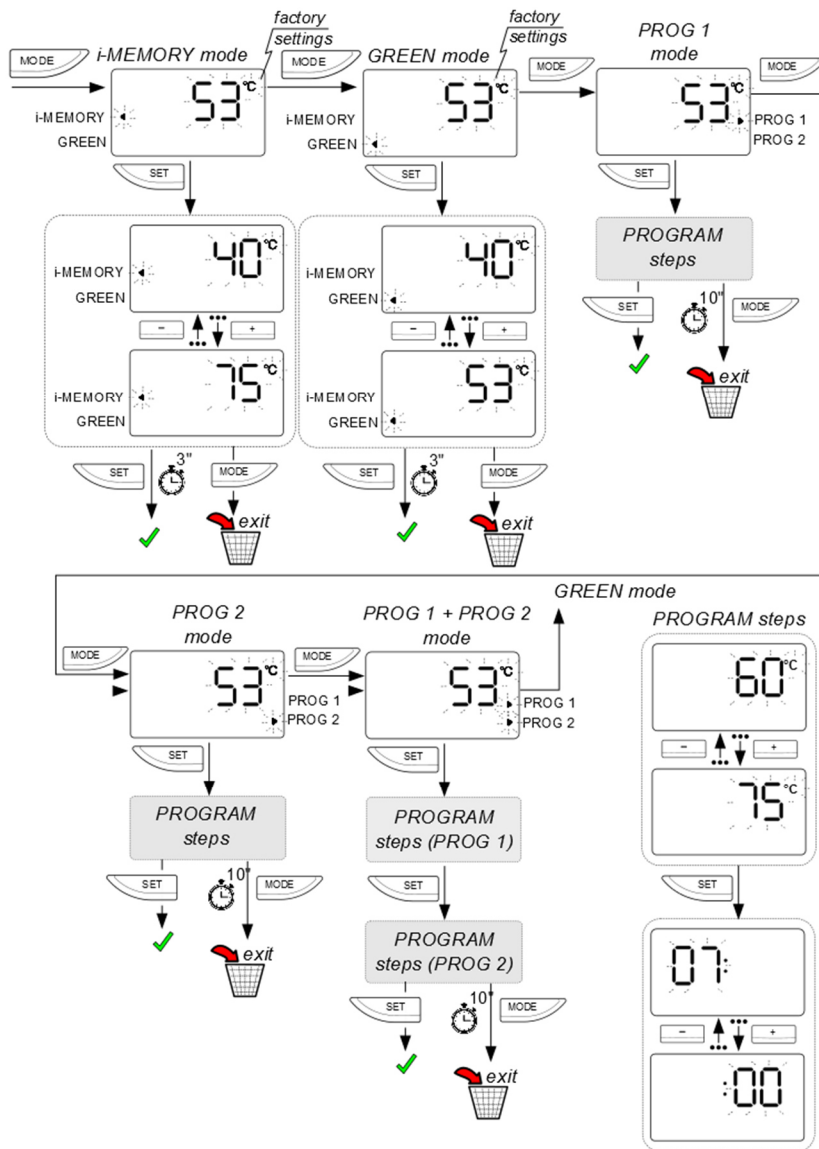 factory
settings
i-MEMORY mode
MODE
53°C
i-MEMORY
GREEN
SET
40°C
i-MEMORY
GREEN
-
+
75°C
i-MEMORY
GREEN
SET
3"
MODE
exit
factory
settings
GREEN mode
MODE
53°C
i-MEMORY
GREEN
SET
40°C
i-MEMORY
GREEN
-
+
53°C
i-MEMORY
GREEN
SET
3"
MODE
exit
PROG 1
mode
MODE
53°C
PROG 1
PROG 2
MODE
SET
PROGRAM
steps
SET
10"
MODE
exit
PROG 2
mode
MODE
53°C
PROG 1
PROG 2
SET
PROGRAM
steps
SET
10"
MODE
exit
PROG 1 + PROG 2
mode
MODE
53°C
PROG 1
PROG 2
GREEN mode
SET
PROGRAM
steps (PROG 1)
SET
PROGRAM
steps (PROG 2)
SET
10"
MODE
exit
PROGRAM steps
60°C
-
+
75°C
SET
07:
-
+
:00